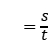 = s/t